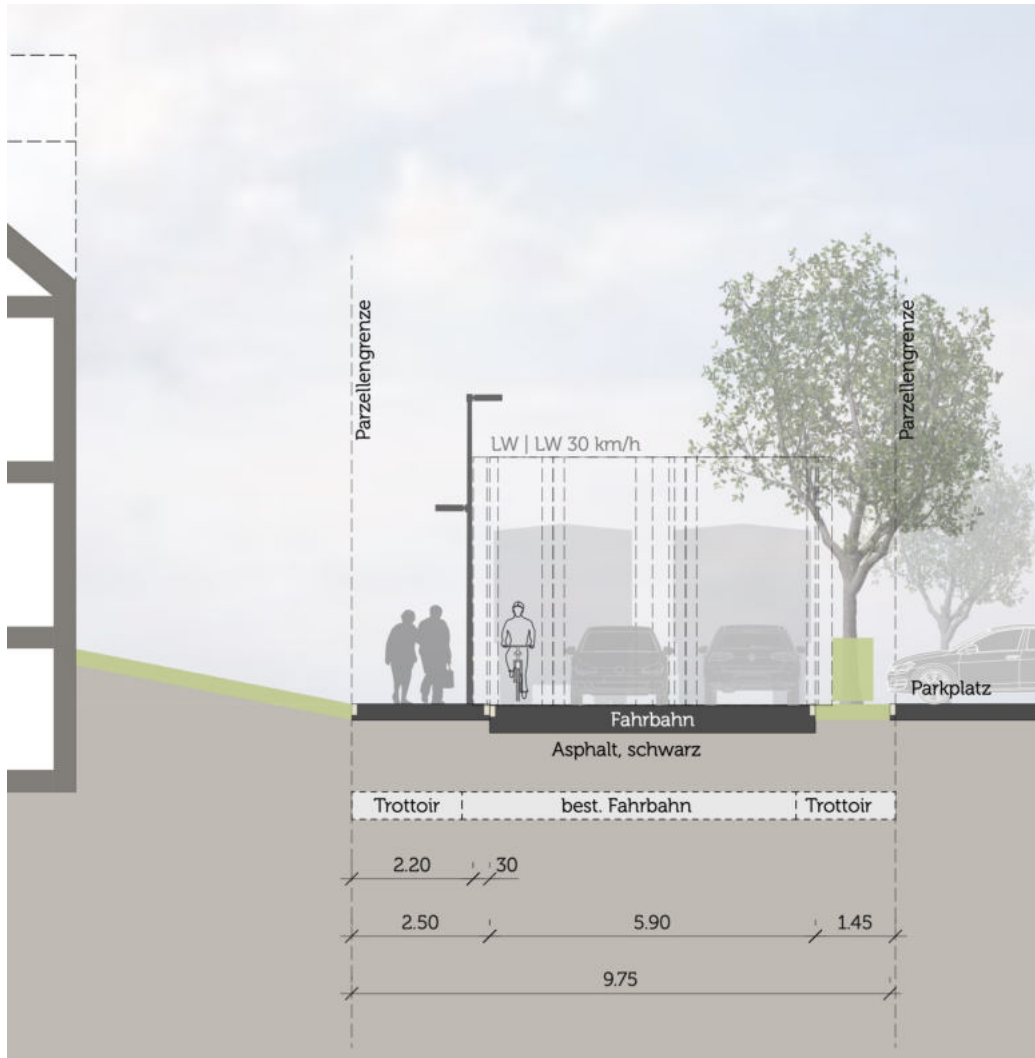 Parzellengrenze
Parzellengrenze
LW | LW 30 km/h
Parkplatz
Fahrbahn
Asphalt, schwarz
Trottoir
best. Fahrbahn
Trottoir
2.20
30
2.50
5.90
1.45
9.75